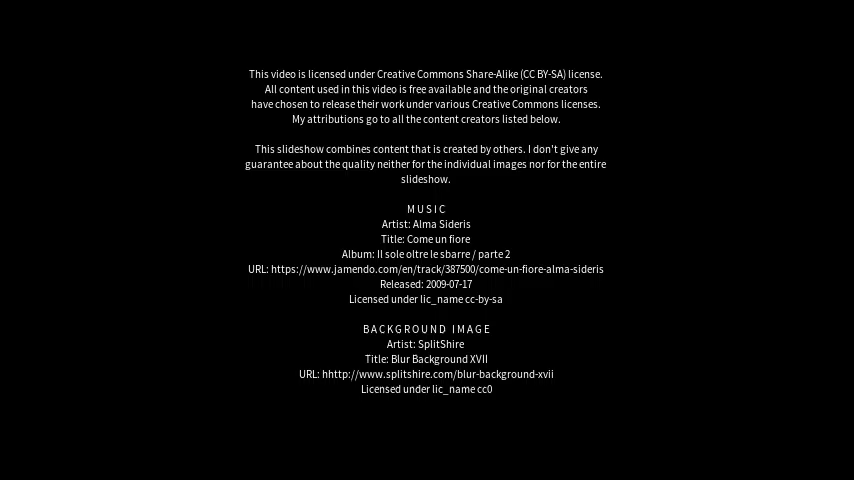 This video is licensed under Creative Commons Share-Alike (CC BY-SA) license.
All content used in this video is free available and the original creators
have chosen to release their work under various Creative Commons licenses.
My attributions go to all the content creators listed below.
This slideshow combines content that is created by others. I don't give any
guarantee about the quality neither for the individual images nor for the entire
slideshow.
MUSIC
Artist: Alma Sideris
Title: Come un fiore
Album: Il sole oltre le sbarre / parte 2
URL: https://www.jamendo.com/en/track/387500/come-un-fiore-alma-sideris
Released: 2009-07-17
Licensed under lic_name cc-by-sa
BACKGROUND IMAGE
Artist: SplitShire
Title: Blur Background XVII
URL: hhttp://www.splitshire.com/blur-background-xvii
Licensed under lic_name cc0